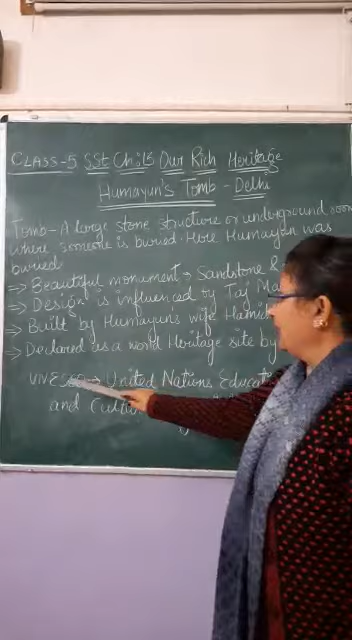 CLASS-5 SSt Ch:15 Our Rich Heritage
Humayun's Tomb - Delhi
Tomb - A large stone structure or underground room
where someone is buried. Here Humayun was
buried.
⇒ Beautiful monument → Sandstone &
⇒ Design is influenced by Taj Ma
⇒ Built by Humayun's wife Hamid
⇒ Declared as a world Heritage site by
UNESCO → United Nations Educat
and Cultu